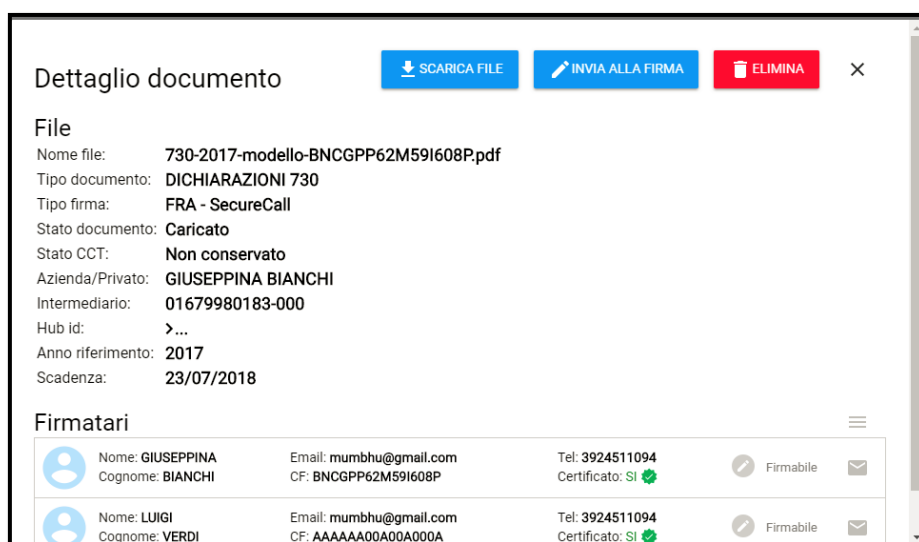 Dettaglio documento
SCARICA FILE
INVIA ALLA FIRMA
ELIMINA
File
Nome file: 730-2017-modello-BNCGPP62M59I608P.pdf
Tipo documento: DICHIARAZIONI 730
Tipo firma: FRA - SecureCall
Stato documento: Caricato
Stato CCT: Non conservato
Azienda/Privato: GIUSEPPINA BIANCHI
Intermediario: 01679980183-000
Hub id: >...
Anno riferimento: 2017
Scadenza: 23/07/2018
Firmatari
Nome: GIUSEPPINA Email: mumbhu@gmail.com Tel: 3924511094 Firmabile
Cognome: BIANCHI CF: BNCGPP62M59I608P Certificato: SI
Nome: LUIGI Email: mumbhu@gmail.com Tel: 3924511094 Firmabile
Cognome: VERDI CF: AAAAAA00A00A000A Certificato: SI